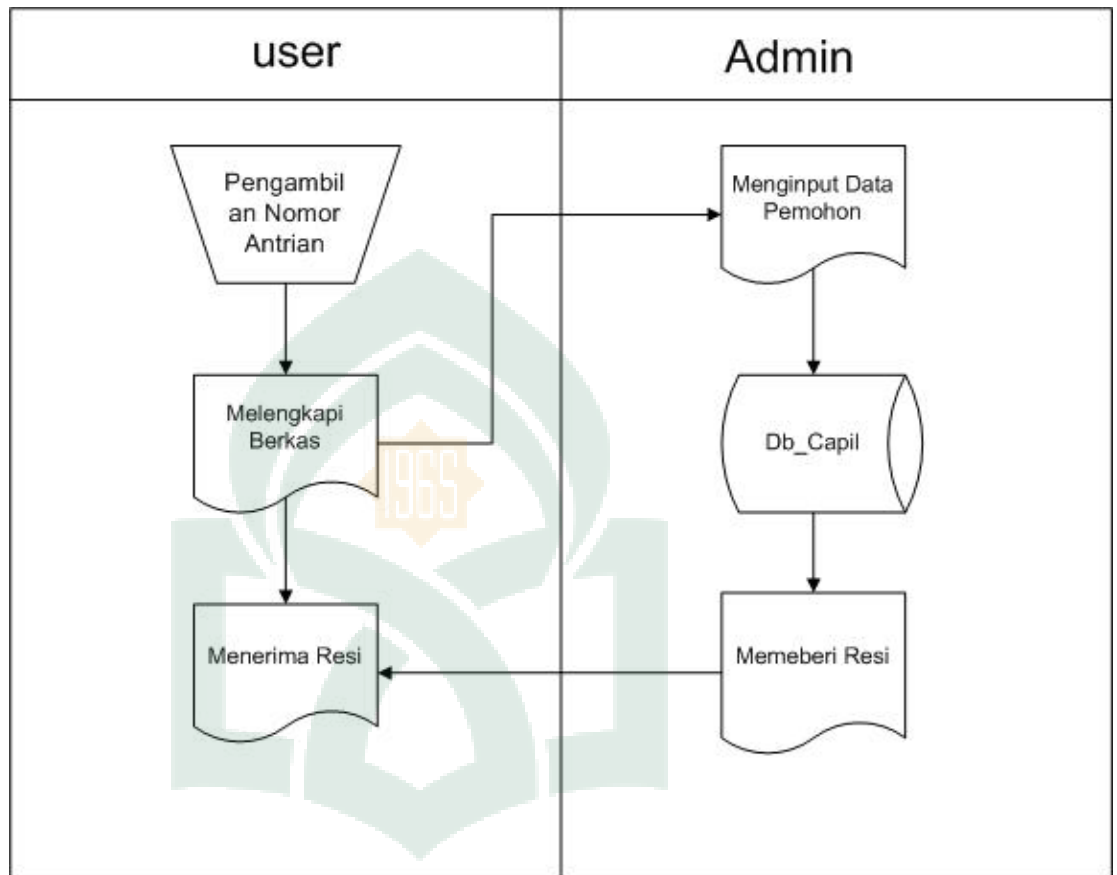 user
Admin
Pengambil
an Nomor
Antrian
Menginput Data
Pemohon
Melengkapi
Berkas
1965
Db_Capil
Menerima Resi
Memeberi Resi